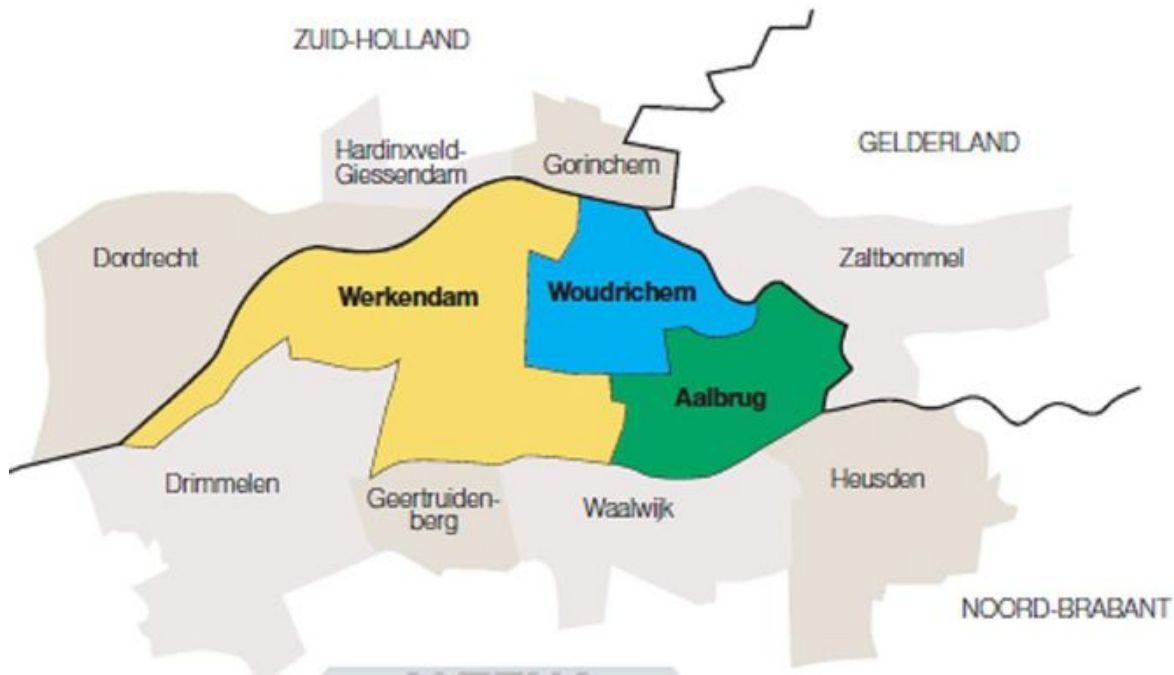 ZUID-HOLLAND
GELDERLAND
Hardinxveld-
Giessendam
Gorinchem
Dordrecht
Zaltbommel
Werkendam
Woudrichem
Aalbrug
Drimmelen
Geertruiden-
berg
Waalwijk
Heusden
NOORD-BRABANT